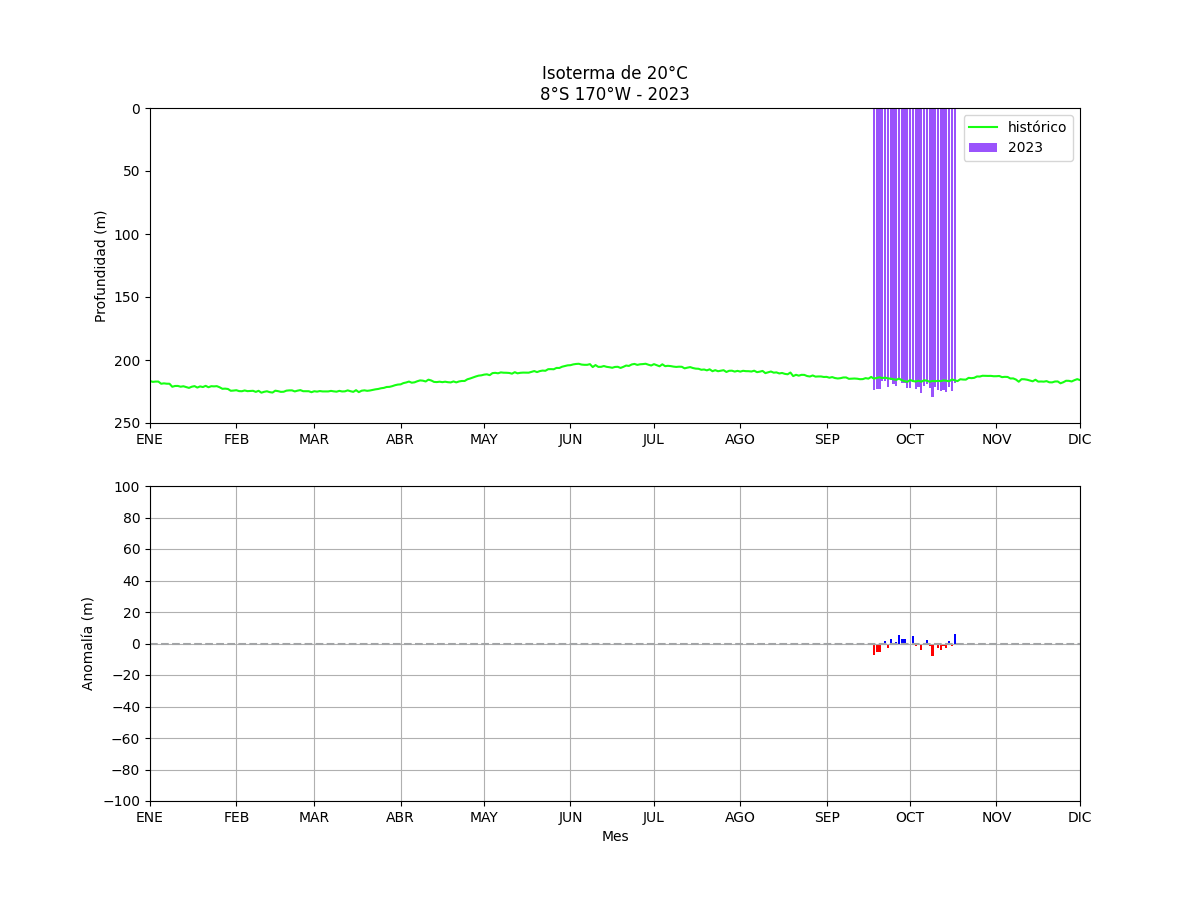 Isoterma de 20°C
8°S 170°W - 2023
Profundidad (m)
0
50
100
150
200
250
histórico
2023
ENE FEB MAR ABR MAY JUN JUL AGO SEP OCT NOV DIC
Anomalía (m)
100
80
60
40
20
0
−20
−40
−60
−80
−100
ENE FEB MAR ABR MAY JUN JUL AGO SEP OCT NOV DIC
Mes